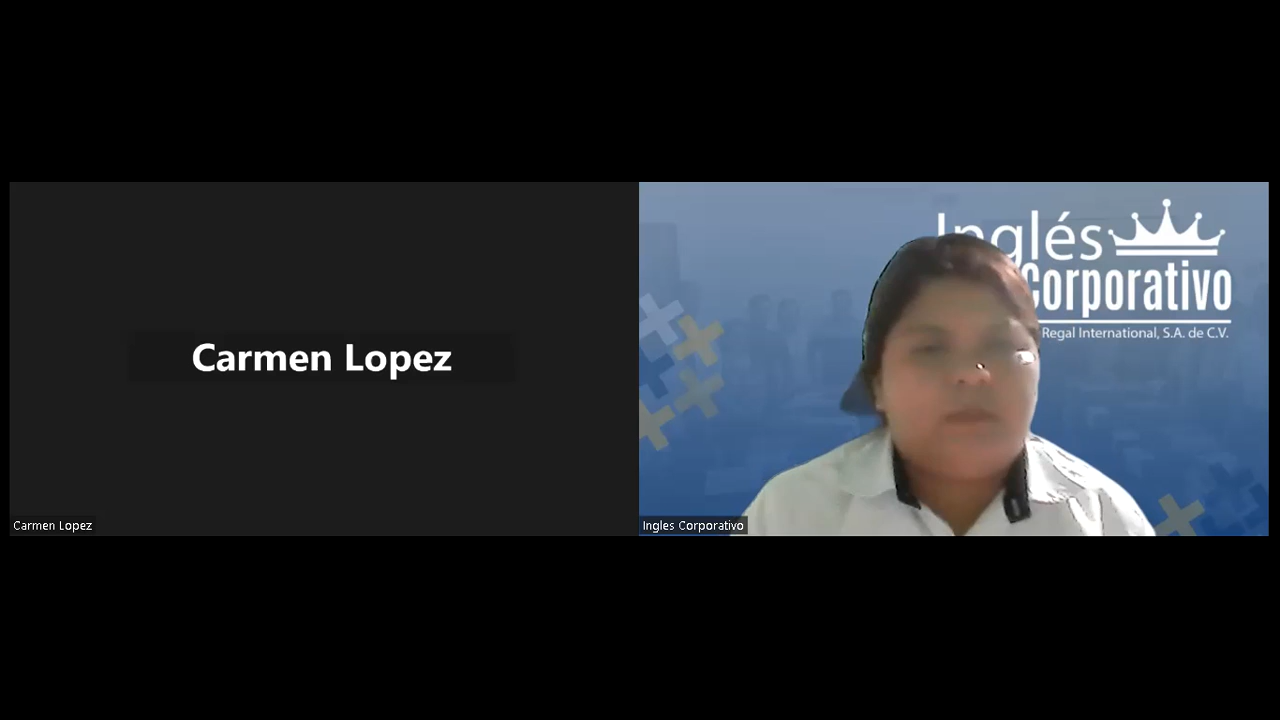 Carmen Lopez
Carmen Lopez
Inglés
Corporativo
Regal International, S.A. de C.V.
Ingles Corporativo